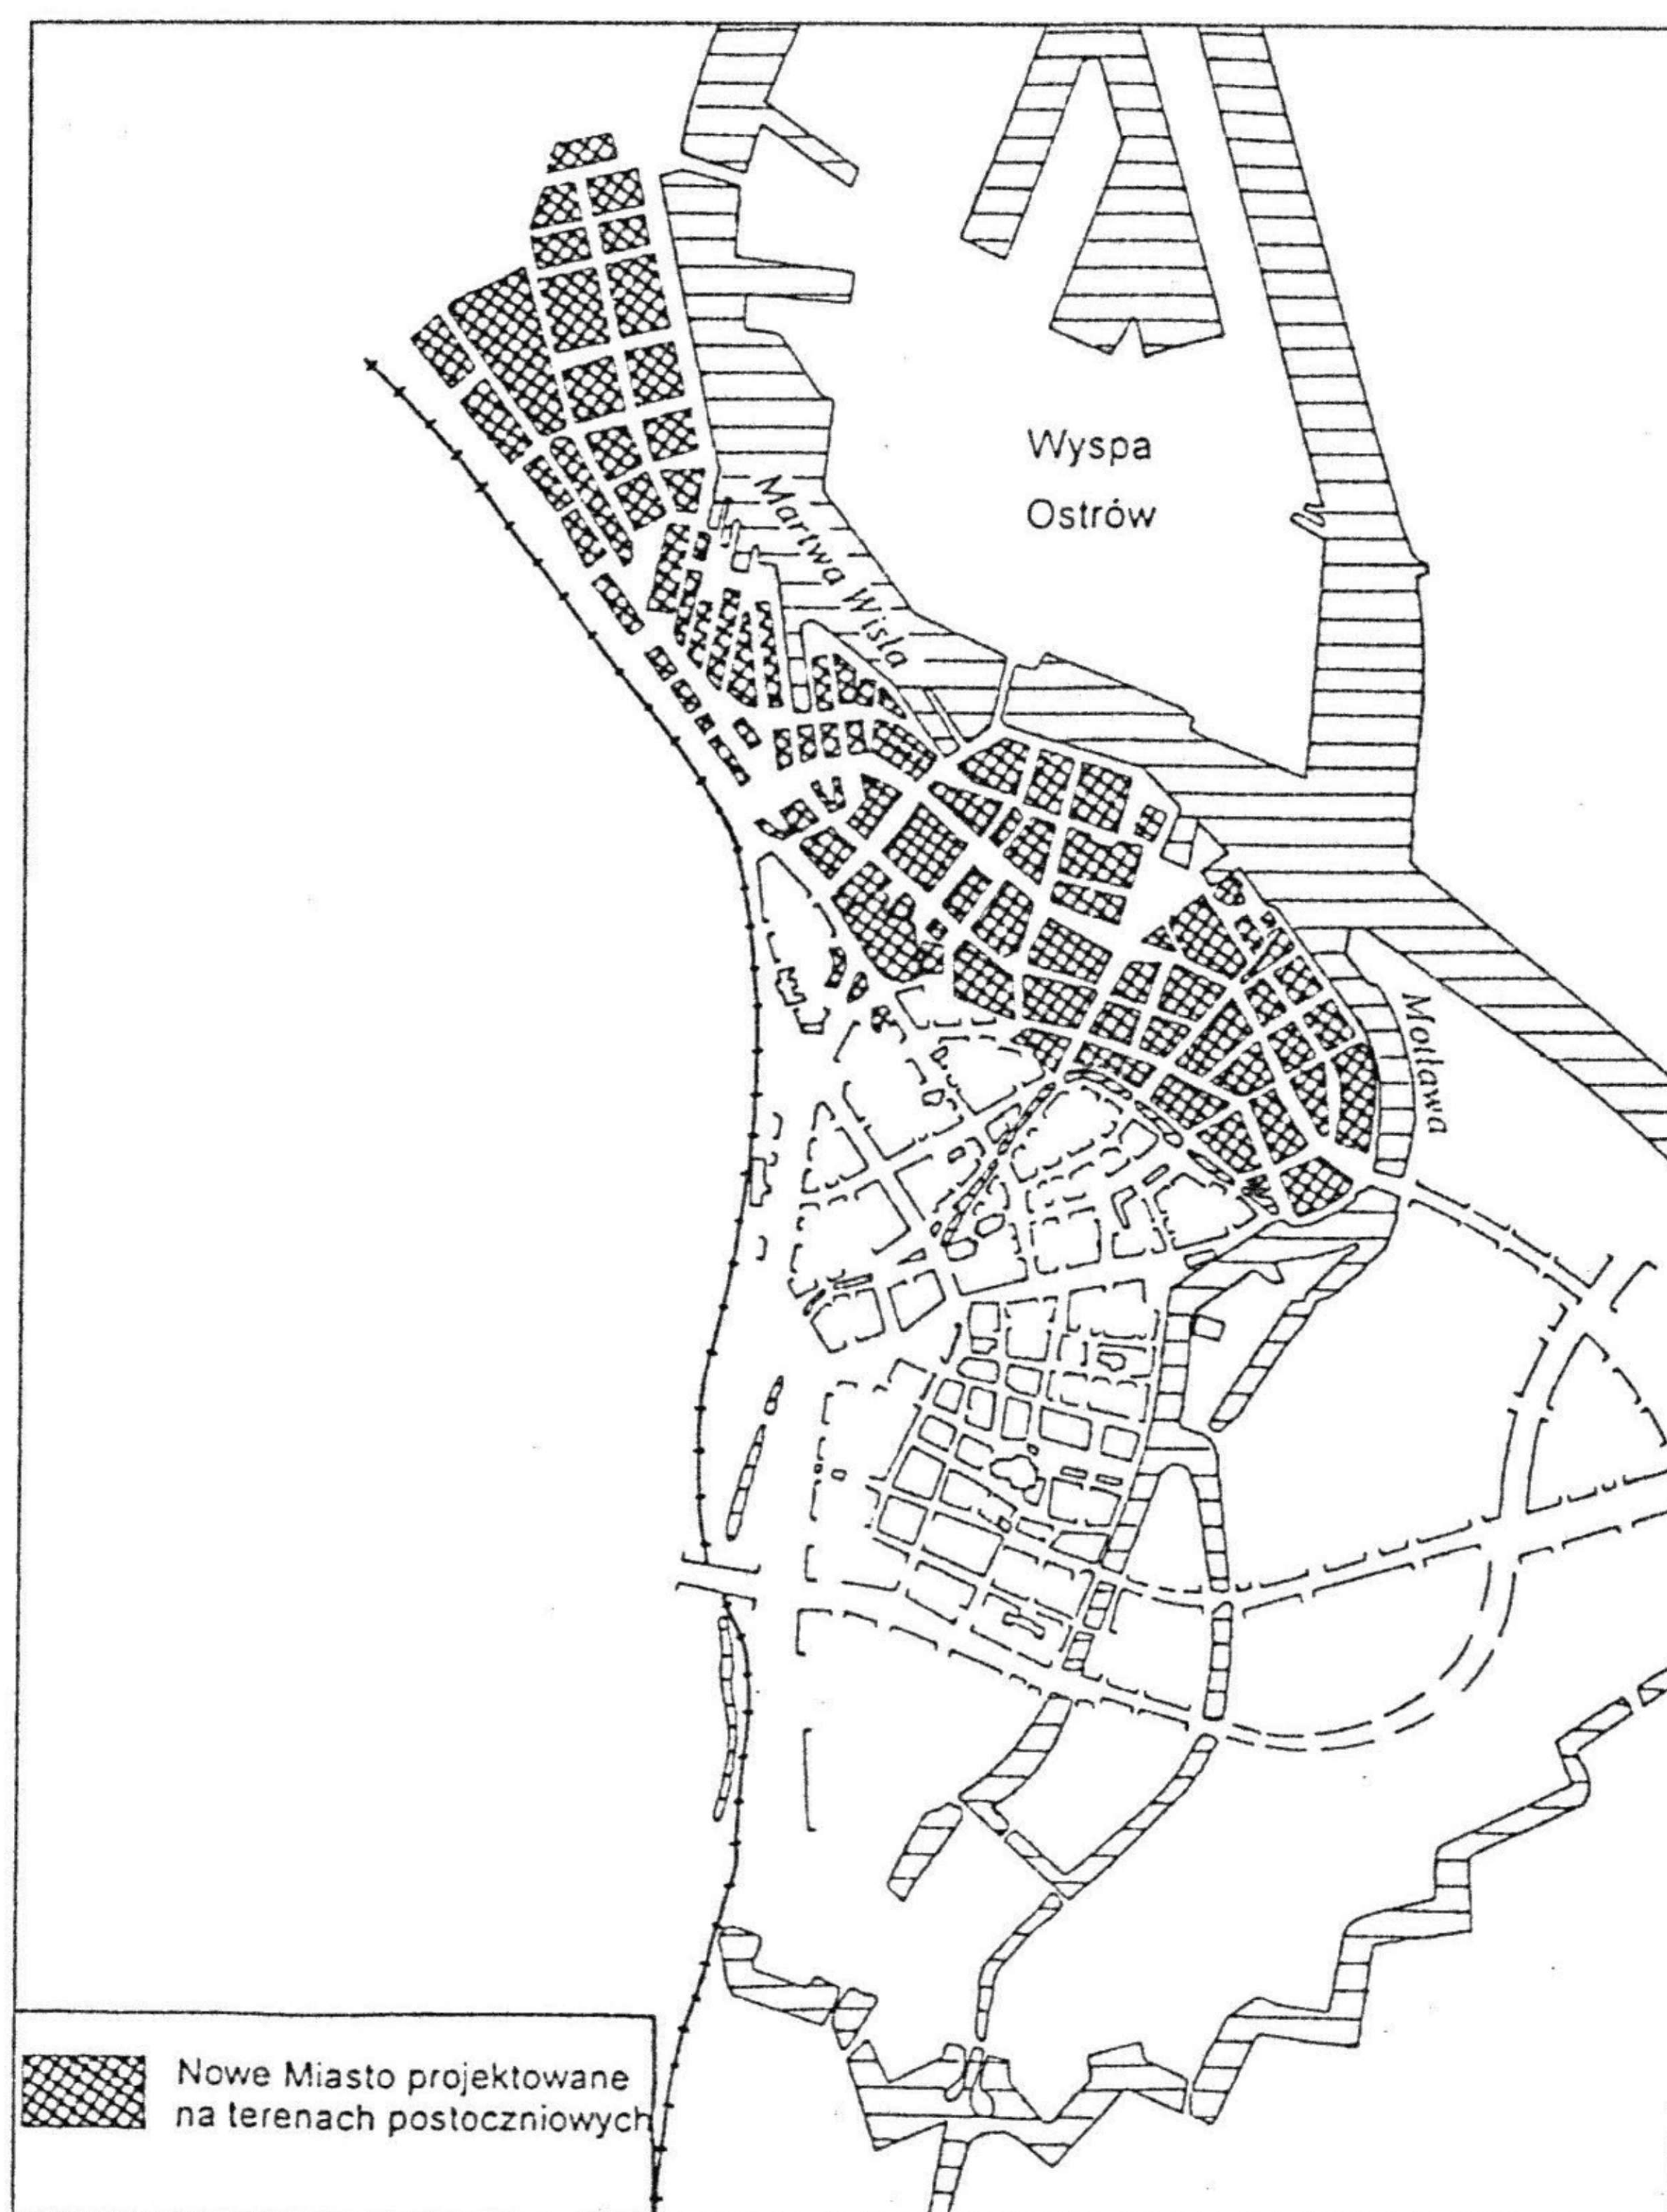 Wyspa
Ostrów
Martwa Wisła
Motława
Nowe Miasto projektowane
na terenach postoczniowych